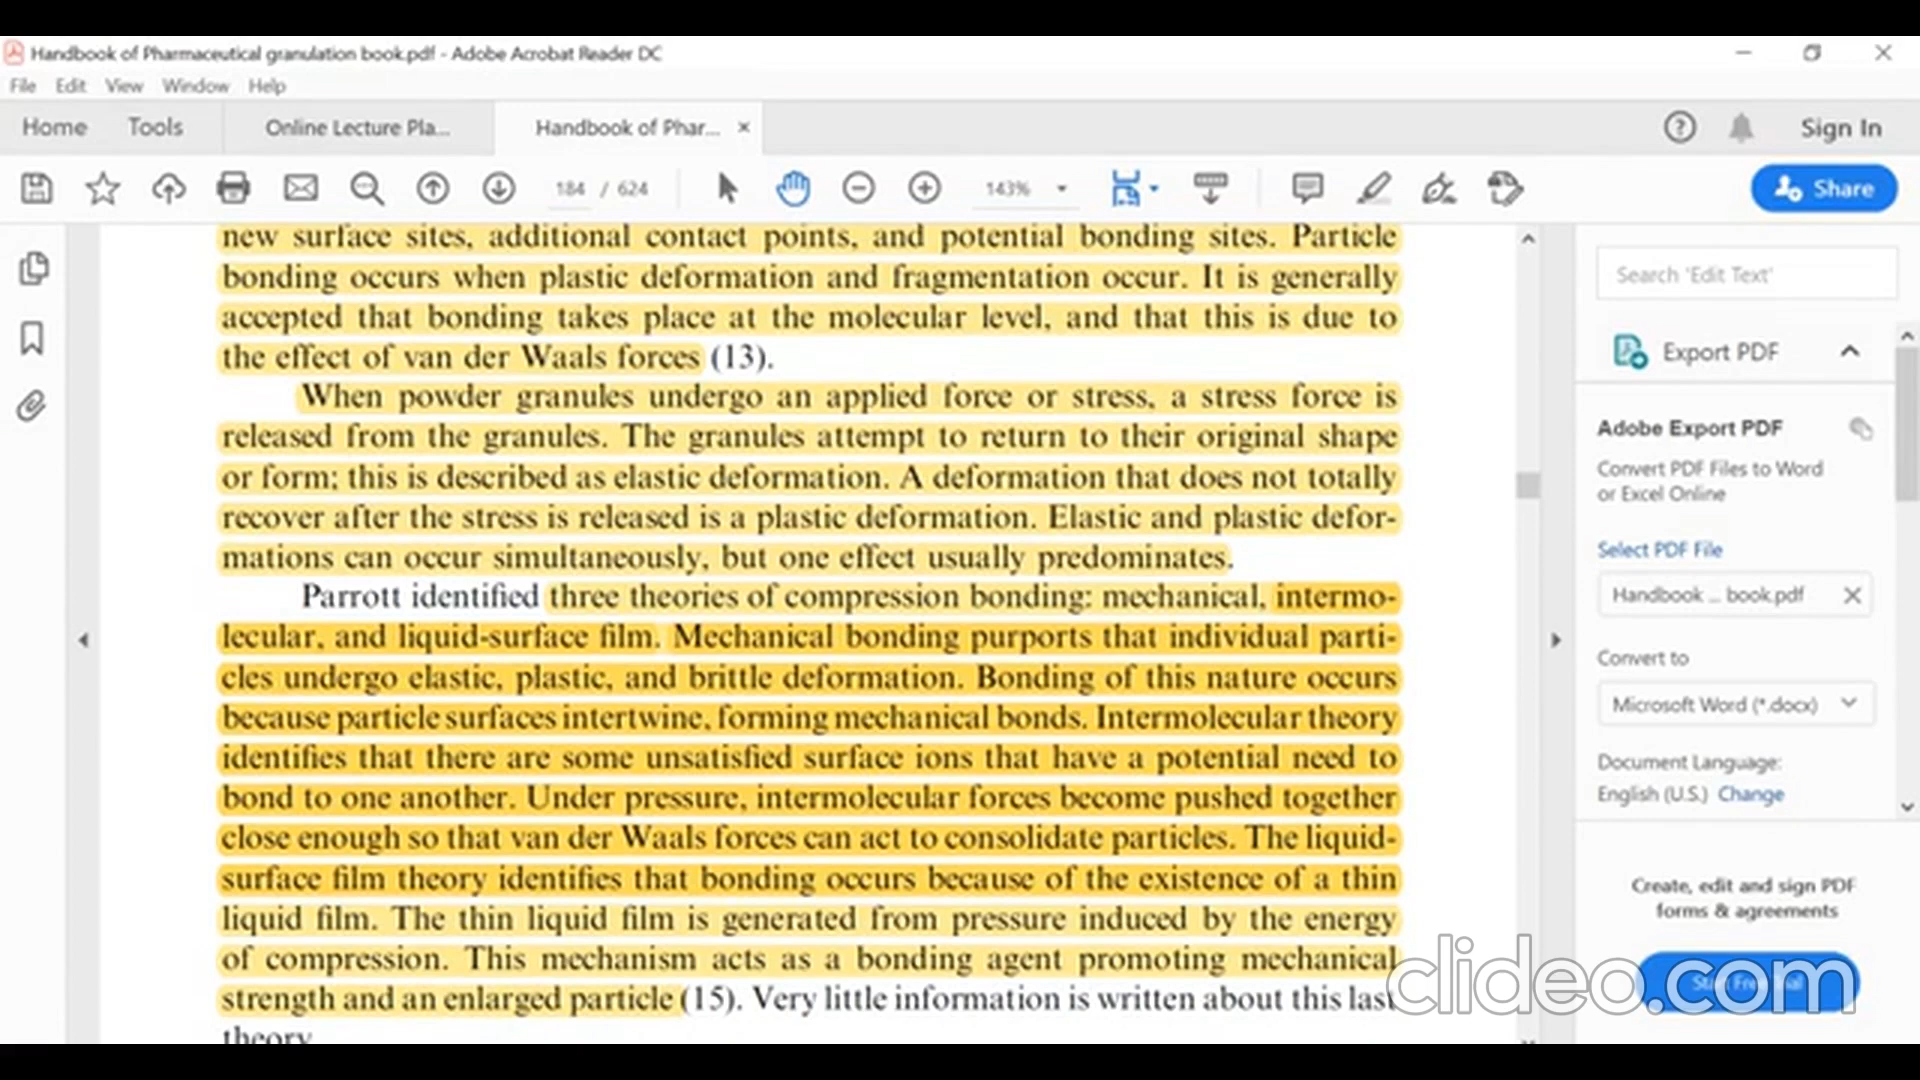 Handbook of Pharmaceutical granulation book.pdf - Adobe Acrobat Reader DC
File Edit View Window Help
Home Tools Online Lecture Pla... Handbook of Phar... × Sign In
184 / 624 143% Share
new surface sites, additional contact points, and potential bonding sites. Particle
bonding occurs when plastic deformation and fragmentation occur. It is generally
accepted that bonding takes place at the molecular level, and that this is due to
the effect of van der Waals forces (13).
When powder granules undergo an applied force or stress, a stress force is
released from the granules. The granules attempt to return to their original shape
or form; this is described as elastic deformation. A deformation that does not totally
recover after the stress is released is a plastic deformation. Elastic and plastic defor-
mations can occur simultaneously, but one effect usually predominates.
Parrott identified three theories of compression bonding: mechanical, intermo-
lecular, and liquid-surface film. Mechanical bonding purports that individual parti-
cles undergo elastic, plastic, and brittle deformation. Bonding of this nature occurs
because particle surfaces intertwine, forming mechanical bonds. Intermolecular theory
identifies that there are some unsatisfied surface ions that have a potential need to
bond to one another. Under pressure, intermolecular forces become pushed together
close enough so that van der Waals forces can act to consolidate particles. The liquid-
surface film theory identifies that bonding occurs because of the existence of a thin
liquid film. The thin liquid film is generated from pressure induced by the energy
of compression. This mechanism acts as a bonding agent promoting mechanical
strength and an enlarged particle (15). Very little information is written about this last
theory.
Search 'Edit Text'
Export PDF
Adobe Export PDF
Convert PDF Files to Word
or Excel Online
Select PDF File
Handbook ... book.pdf
Convert to
Microsoft Word (*.docx)
Document Language:
English (U.S.) Change
Create, edit and sign PDF
forms & agreements
Start Free Trial
clideo.com